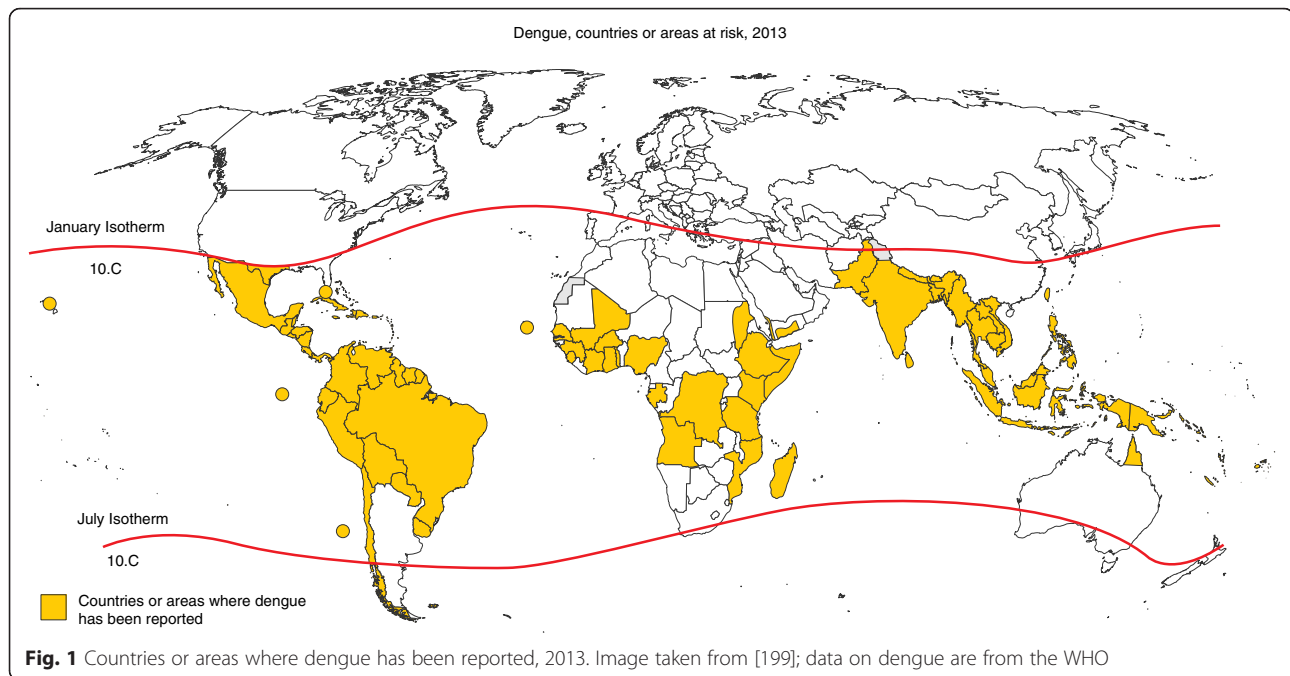 Dengue, countries or areas at risk, 2013
January Isotherm
10.C
July Isotherm
10.C
Countries or areas where dengue
has been reported
Fig. 1 Countries or areas where dengue has been reported, 2013. Image taken from [199]; data on dengue are from the WHO